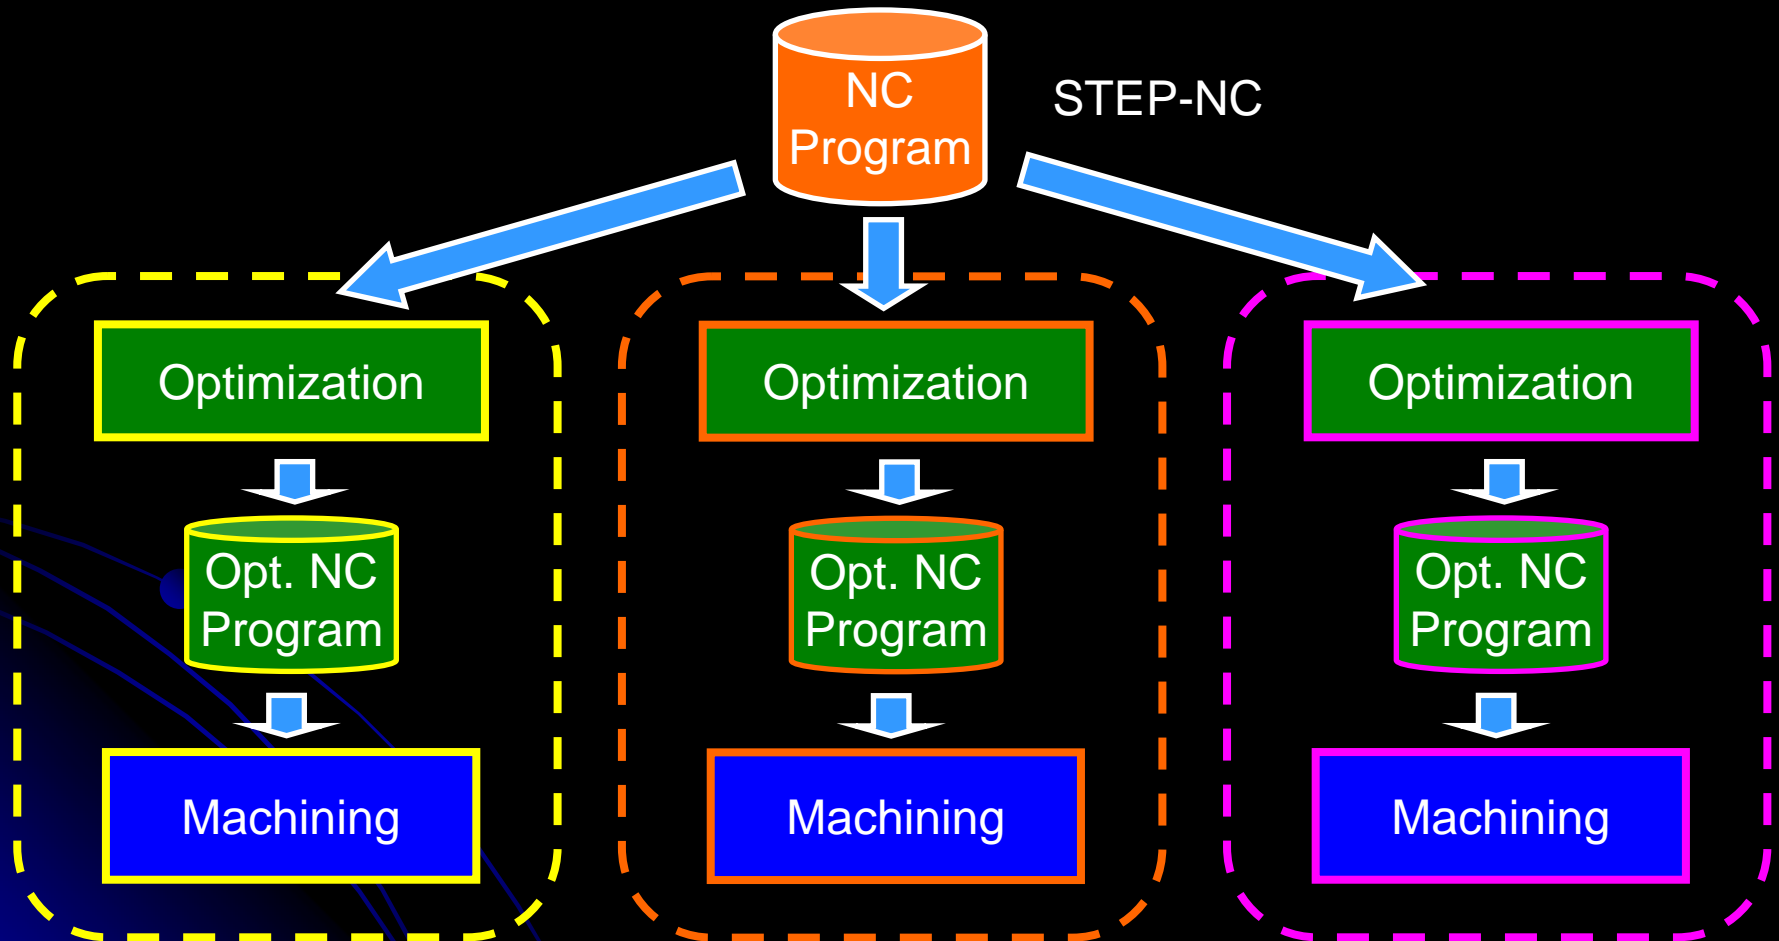 NC
Program
STEP-NC
Optimization
Optimization
Optimization
Opt. NC
Program
Opt. NC
Program
Opt. NC
Program
Machining
Machining
Machining